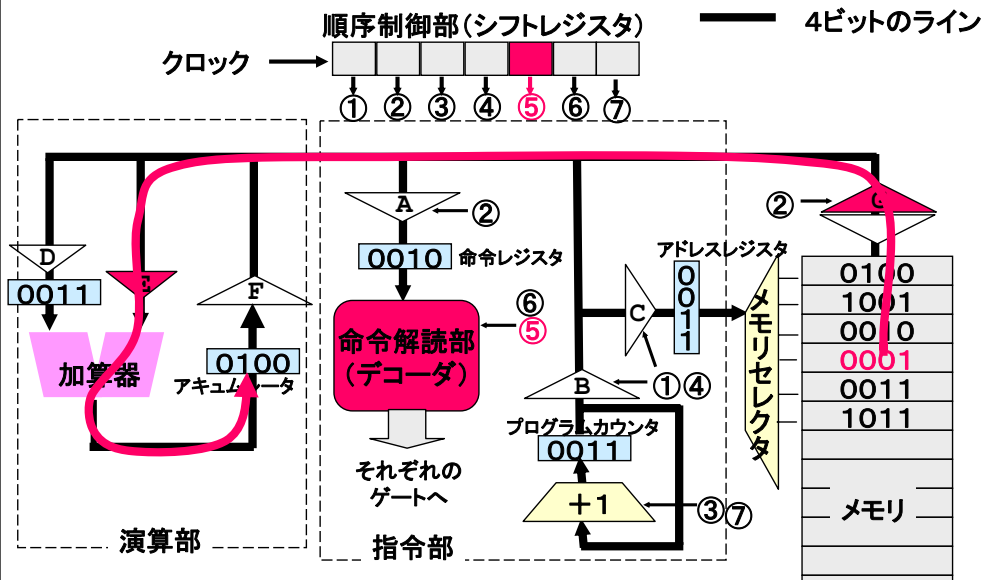 順序制御部(シフトレジスタ)
4ビットのライン
クロック
① ② ③ ④ ⑤ ⑥ ⑦
A
②
②
G
D
0011
E
F
0010
命令レジスタ
アドレスレジスタ
0011
C
メモリセレクタ
0100
1001
0010
0001
0011
1011
メモリ
加算器
0100
アキュムレータ
命令解読部
(デコーダ)
⑥
⑤
①④
B
プログラムカウンタ
0011
+1
③⑦
それぞれの
ゲートへ
演算部
指令部